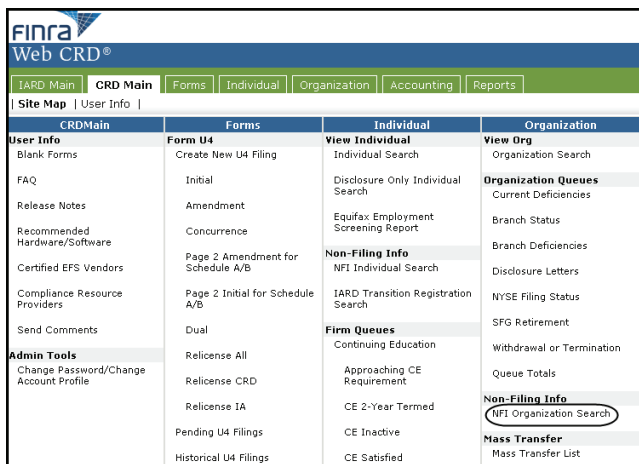 FINRA
Web CRD®
IARD Main
CRD Main
Forms
Individual
Organization
Accounting
Reports
| Site Map | User Info |
CRDMain
User Info
Blank Forms
FAQ
Release Notes
Recommended
Hardware/Software
Certified EFS Vendors
Compliance Resource
Providers
Send Comments
Admin Tools
Change Password/Change
Account Profile
Forms
Form U4
Create New U4 Filing
Initial
Amendment
Concurrence
Page 2 Amendment for
Schedule A/B
Page 2 Initial for Schedule
A/B
Dual
Relicense All
Relicense CRD
Relicense IA
Pending U4 Filings
Historical U4 Filings
Individual
View Individual
Individual Search
Disclosure Only Individual
Search
Equifax Employment
Screening Report
Non-Filing Info
NFI Individual Search
IARD Transition Registration
Search
Firm Queues
Continuing Education
Approaching CE
Requirement
CE 2-Year Termed
CE Inactive
CE Satisfied
Organization
View Org
Organization Search
Organization Queues
Current Deficiencies
Branch Status
Branch Deficiencies
Disclosure Letters
NYSE Filing Status
SFG Retirement
Withdrawal or Termination
Queue Totals
Non-Filing Info
NFI Organization Search
Mass Transfer
Mass Transfer List